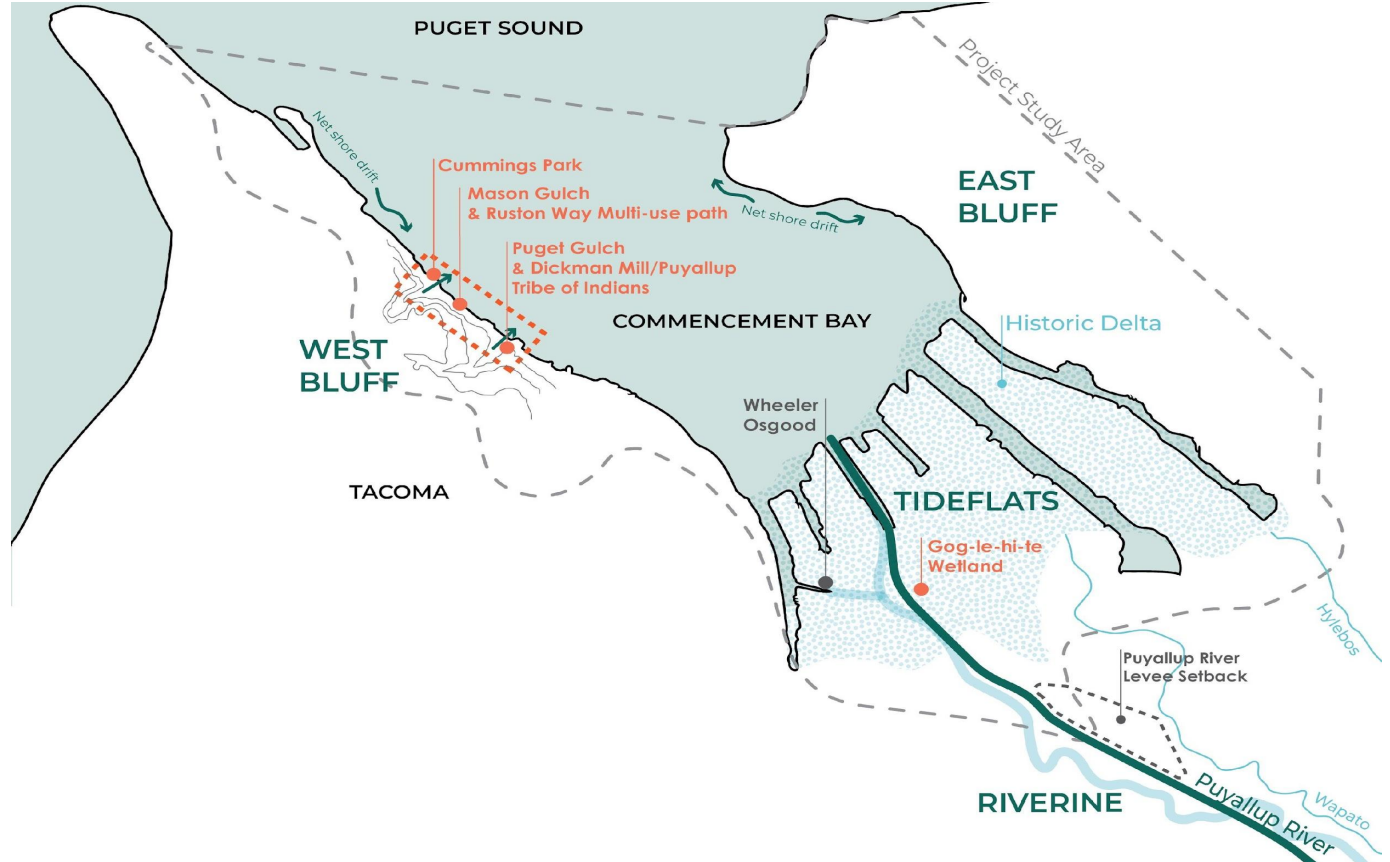 PUGET SOUND
Project Study Area
Net shore drift
Cummings Park
Mason Gulch
& Ruston Way Multi-use path
Net shore drift
EAST
BLUFF
Puget Gulch
& Dickman Mill/Puyallup
Tribe of Indians
COMMENCEMENT BAY
Historic Delta
WEST
BLUFF
Wheeler
Osgood
TACOMA
TIDEFLATS
Gog-le-hi-te
Wetland
Hylebos
Puyallup River
Levee Setback
RIVERINE
Puyallup River
Wapato